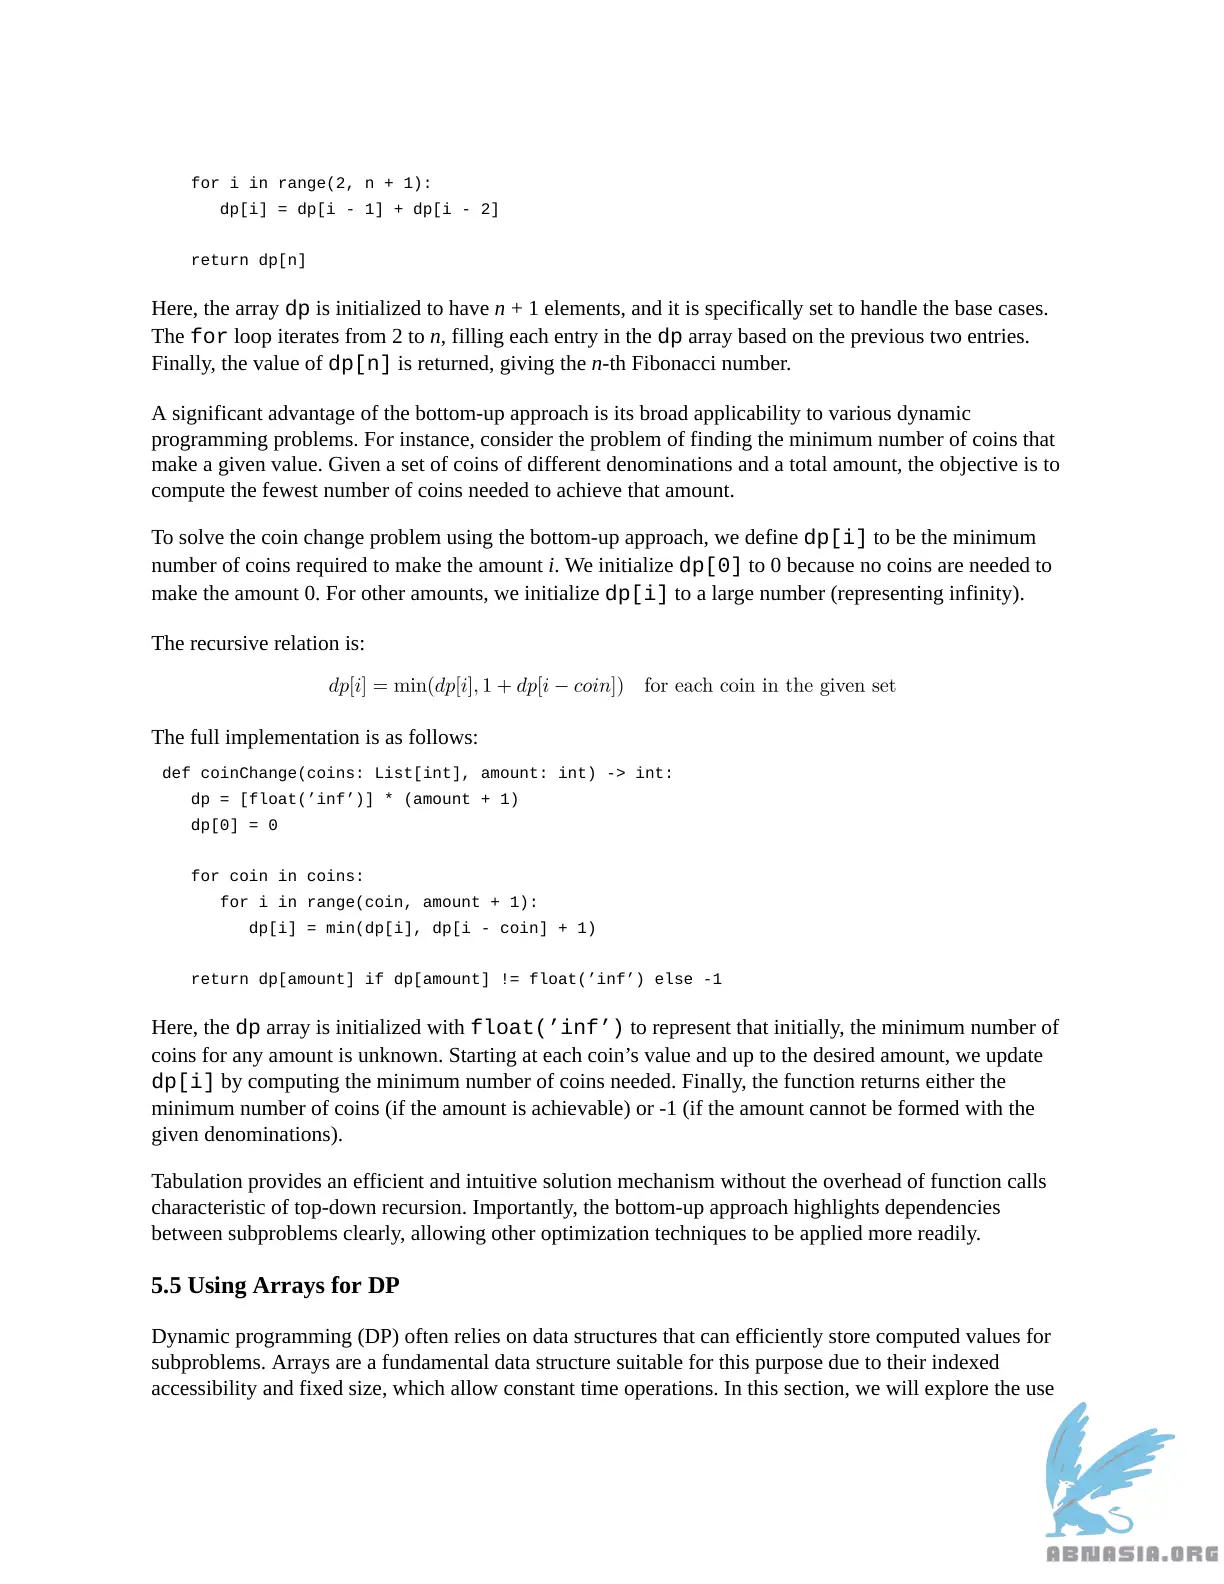 for i in range(2, n + 1):
dp[i] = dp[i - 1] + dp[i - 2]
return dp[n]
Here, the array dp is initialized to have n + 1 elements, and it is specifically set to handle the base cases.
The for loop iterates from 2 to n, filling each entry in the dp array based on the previous two entries.
Finally, the value of dp[n] is returned, giving the n-th Fibonacci number.
A significant advantage of the bottom-up approach is its broad applicability to various dynamic
programming problems. For instance, consider the problem of finding the minimum number of coins that
make a given value. Given a set of coins of different denominations and a total amount, the objective is to
compute the fewest number of coins needed to achieve that amount.
To solve the coin change problem using the bottom-up approach, we define dp[i] to be the minimum
number of coins required to make the amount i. We initialize dp[0] to 0 because no coins are needed to
make the amount 0. For other amounts, we initialize dp[i] to a large number (representing infinity).
The recursive relation is:
dp[i] = min(dp[i], 1 + dp[i − coin]) for each coin in the given set
The full implementation is as follows:
def coinChange(coins: List[int], amount: int) -> int:
dp = [float(’inf’)] * (amount + 1)
dp[0] = 0
for coin in coins:
for i in range(coin, amount + 1):
dp[i] = min(dp[i], dp[i - coin] + 1)
return dp[amount] if dp[amount] != float(’inf’) else -1
Here, the dp array is initialized with float(’inf’) to represent that initially, the minimum number of
coins for any amount is unknown. Starting at each coin’s value and up to the desired amount, we update
dp[i] by computing the minimum number of coins needed. Finally, the function returns either the
minimum number of coins (if the amount is achievable) or -1 (if the amount cannot be formed with the
given denominations).
Tabulation provides an efficient and intuitive solution mechanism without the overhead of function calls
characteristic of top-down recursion. Importantly, the bottom-up approach highlights dependencies
between subproblems clearly, allowing other optimization techniques to be applied more readily.
5.5 Using Arrays for DP
Dynamic programming (DP) often relies on data structures that can efficiently store computed values for
subproblems. Arrays are a fundamental data structure suitable for this purpose due to their indexed
accessibility and fixed size, which allow constant time operations. In this section, we will explore the use
ABNASIA.ORG